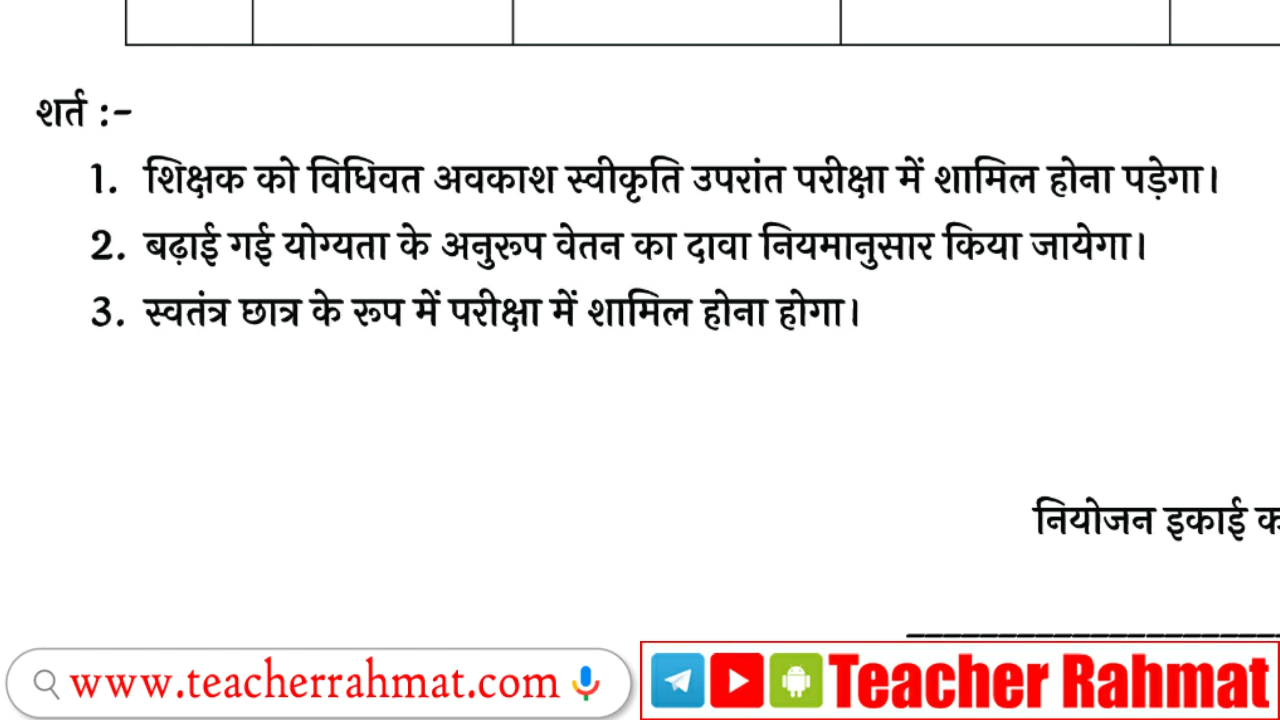 शर्त :-
1. शिक्षक को विधिवत अवकाश स्वीकृति उपरांत परीक्षा में शामिल होना पड़ेगा।
2. बढ़ाई गई योग्यता के अनुरूप वेतन का दावा नियमानुसार किया जायेगा।
3. स्वतंत्र छात्र के रूप में परीक्षा में शामिल होना होगा।
नियोजन इकाई
www.teacherrahmat.com
Teacher Rahmat